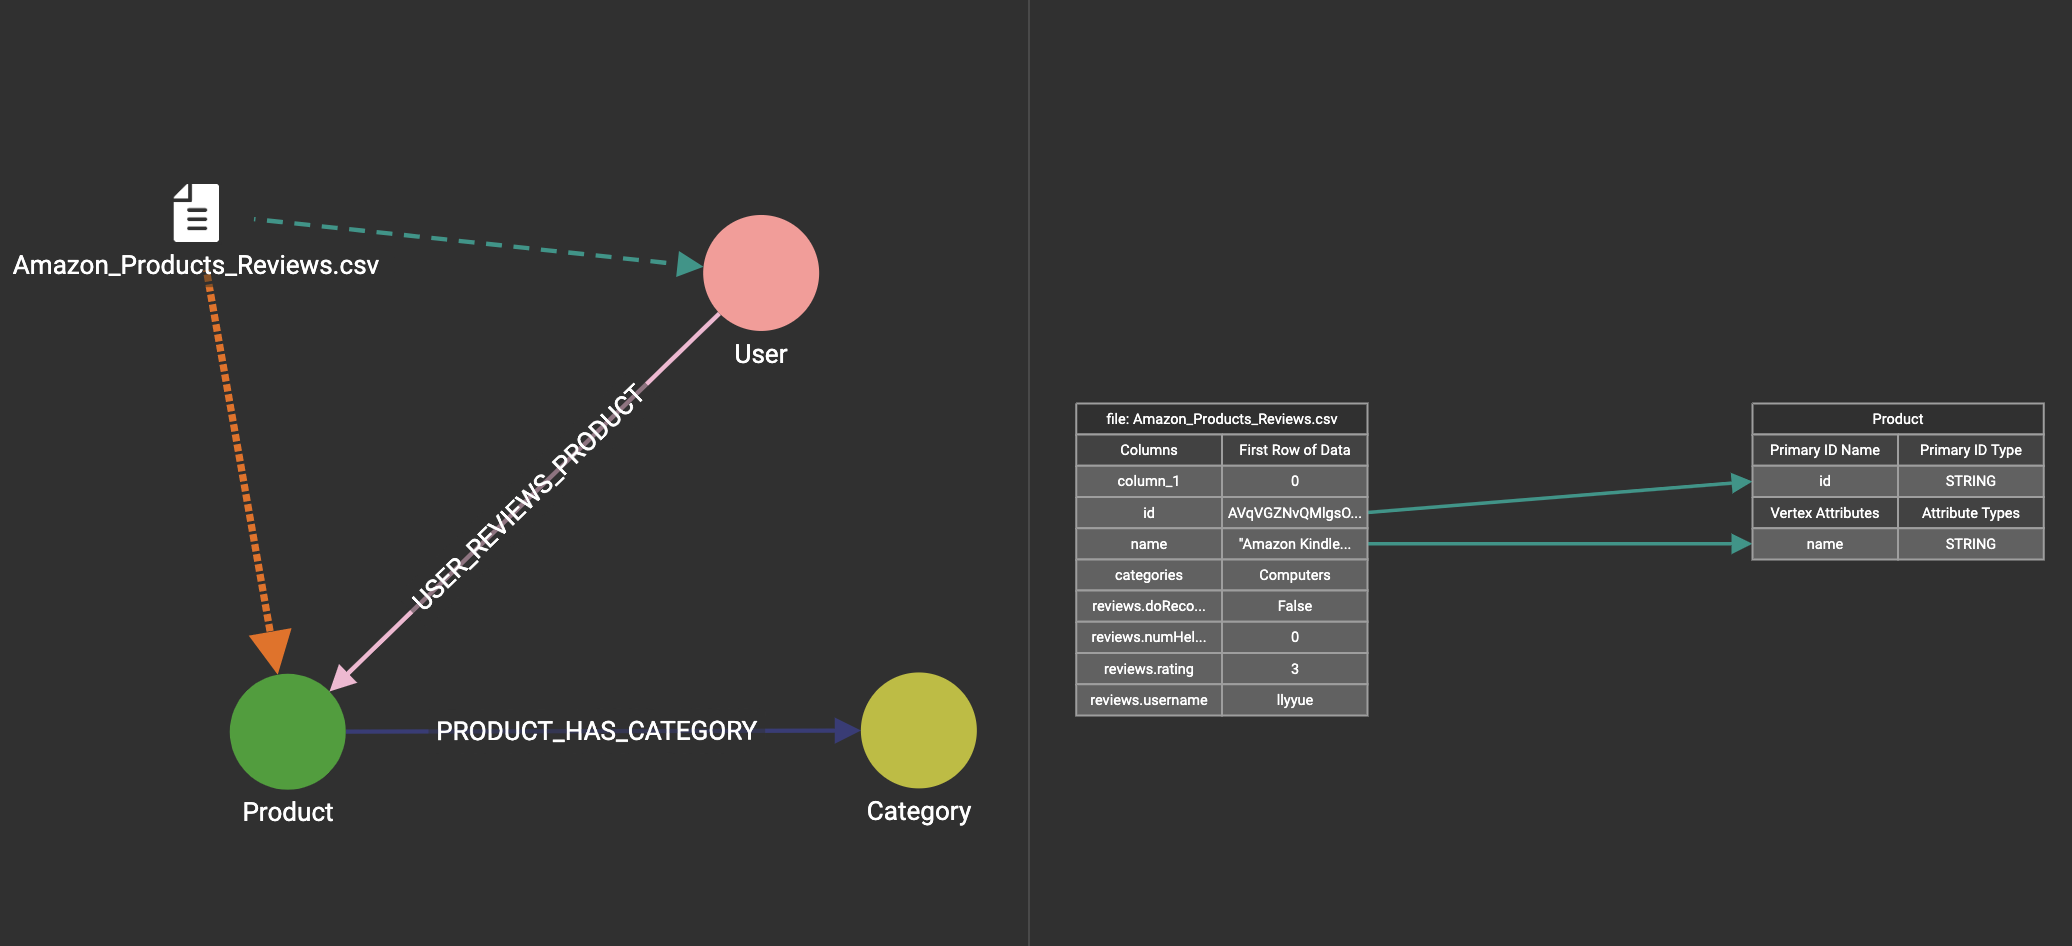 Amazon_Products_Reviews.csv
User
USER_REVIEWS_PRODUCT
PRODUCT_HAS_CATEGORY
Product
Category
file: Amazon_Products_Reviews.csv
Columns First Row of Data
column_1 0
id AVqVGZNvQMlgsO...
name "Amazon Kindle...
categories Computers
reviews.doReco... False
reviews.numHel... 0
reviews.rating 3
reviews.username llyyue
Product
Primary ID Name Primary ID Type
id STRING
Vertex Attributes Attribute Types
name STRING